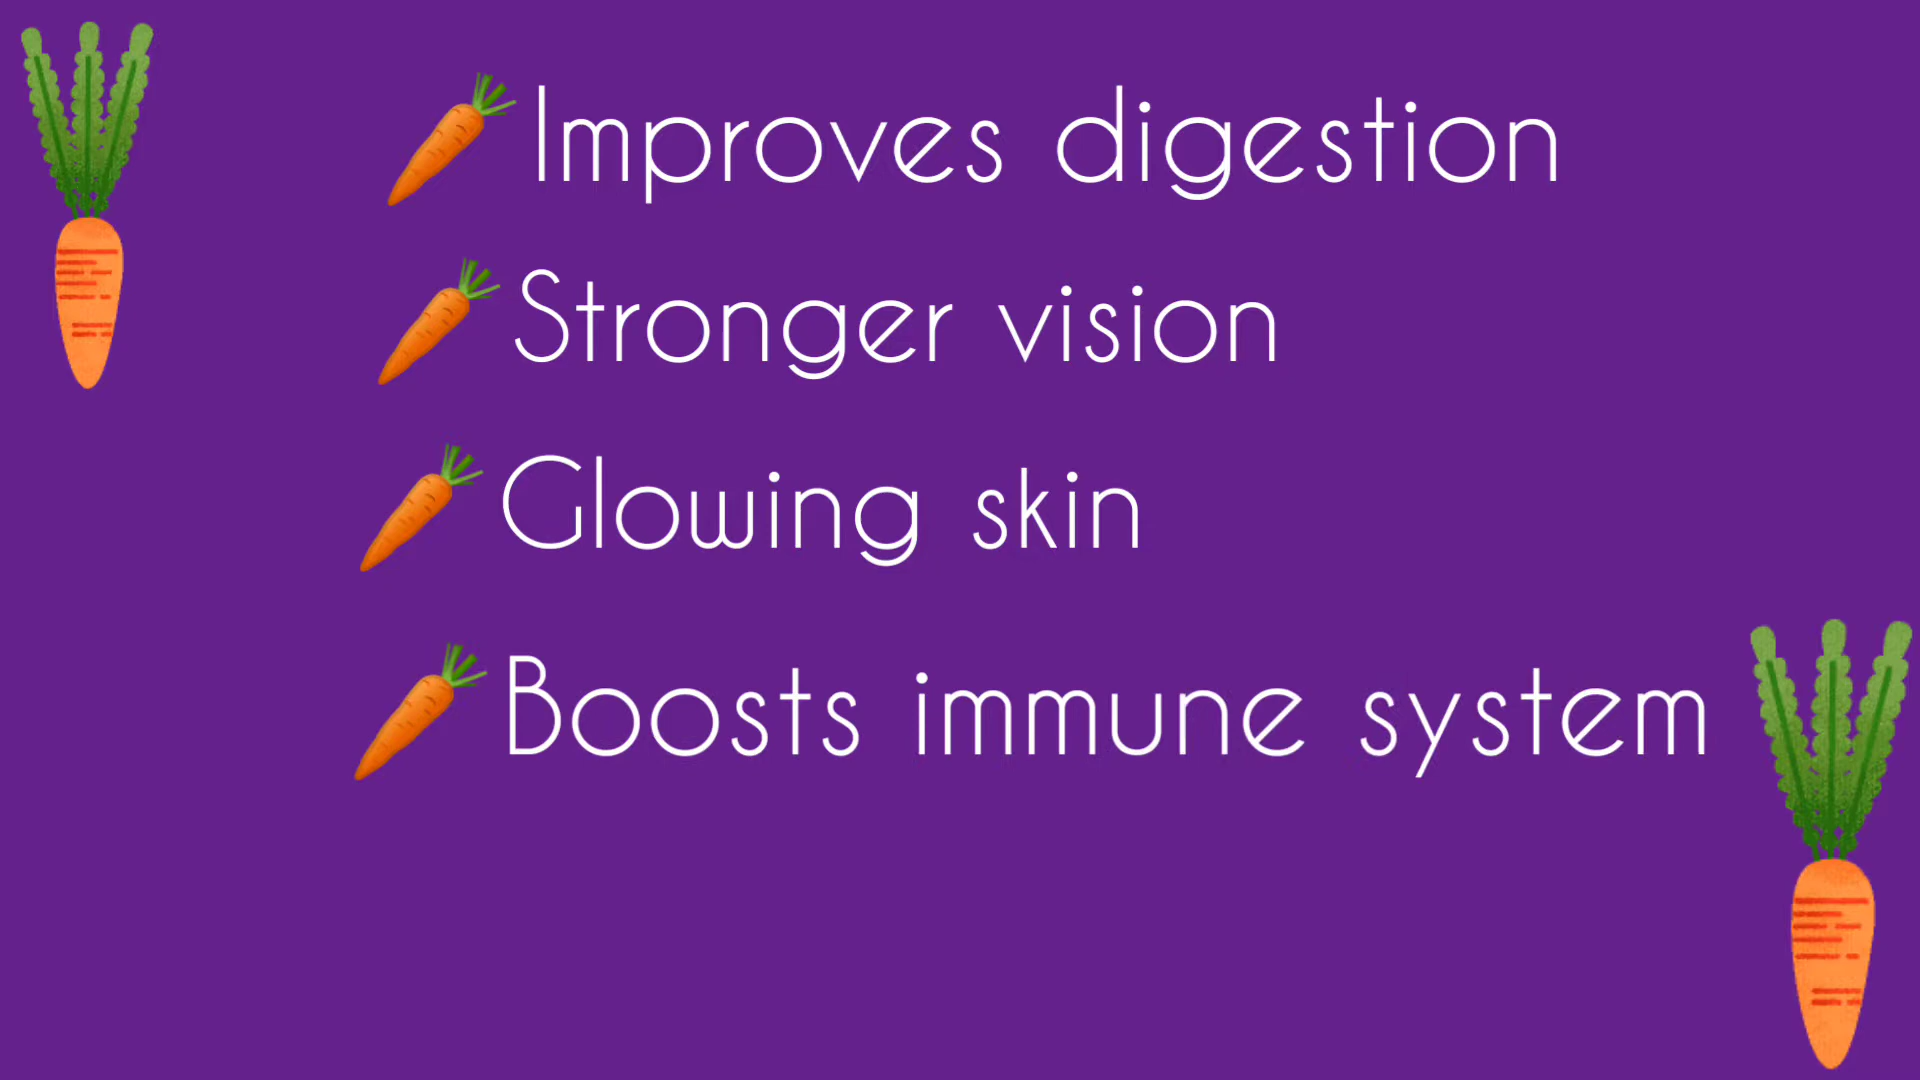 Improves digestion
Stronger vision
Glowing skin
Boosts immune system